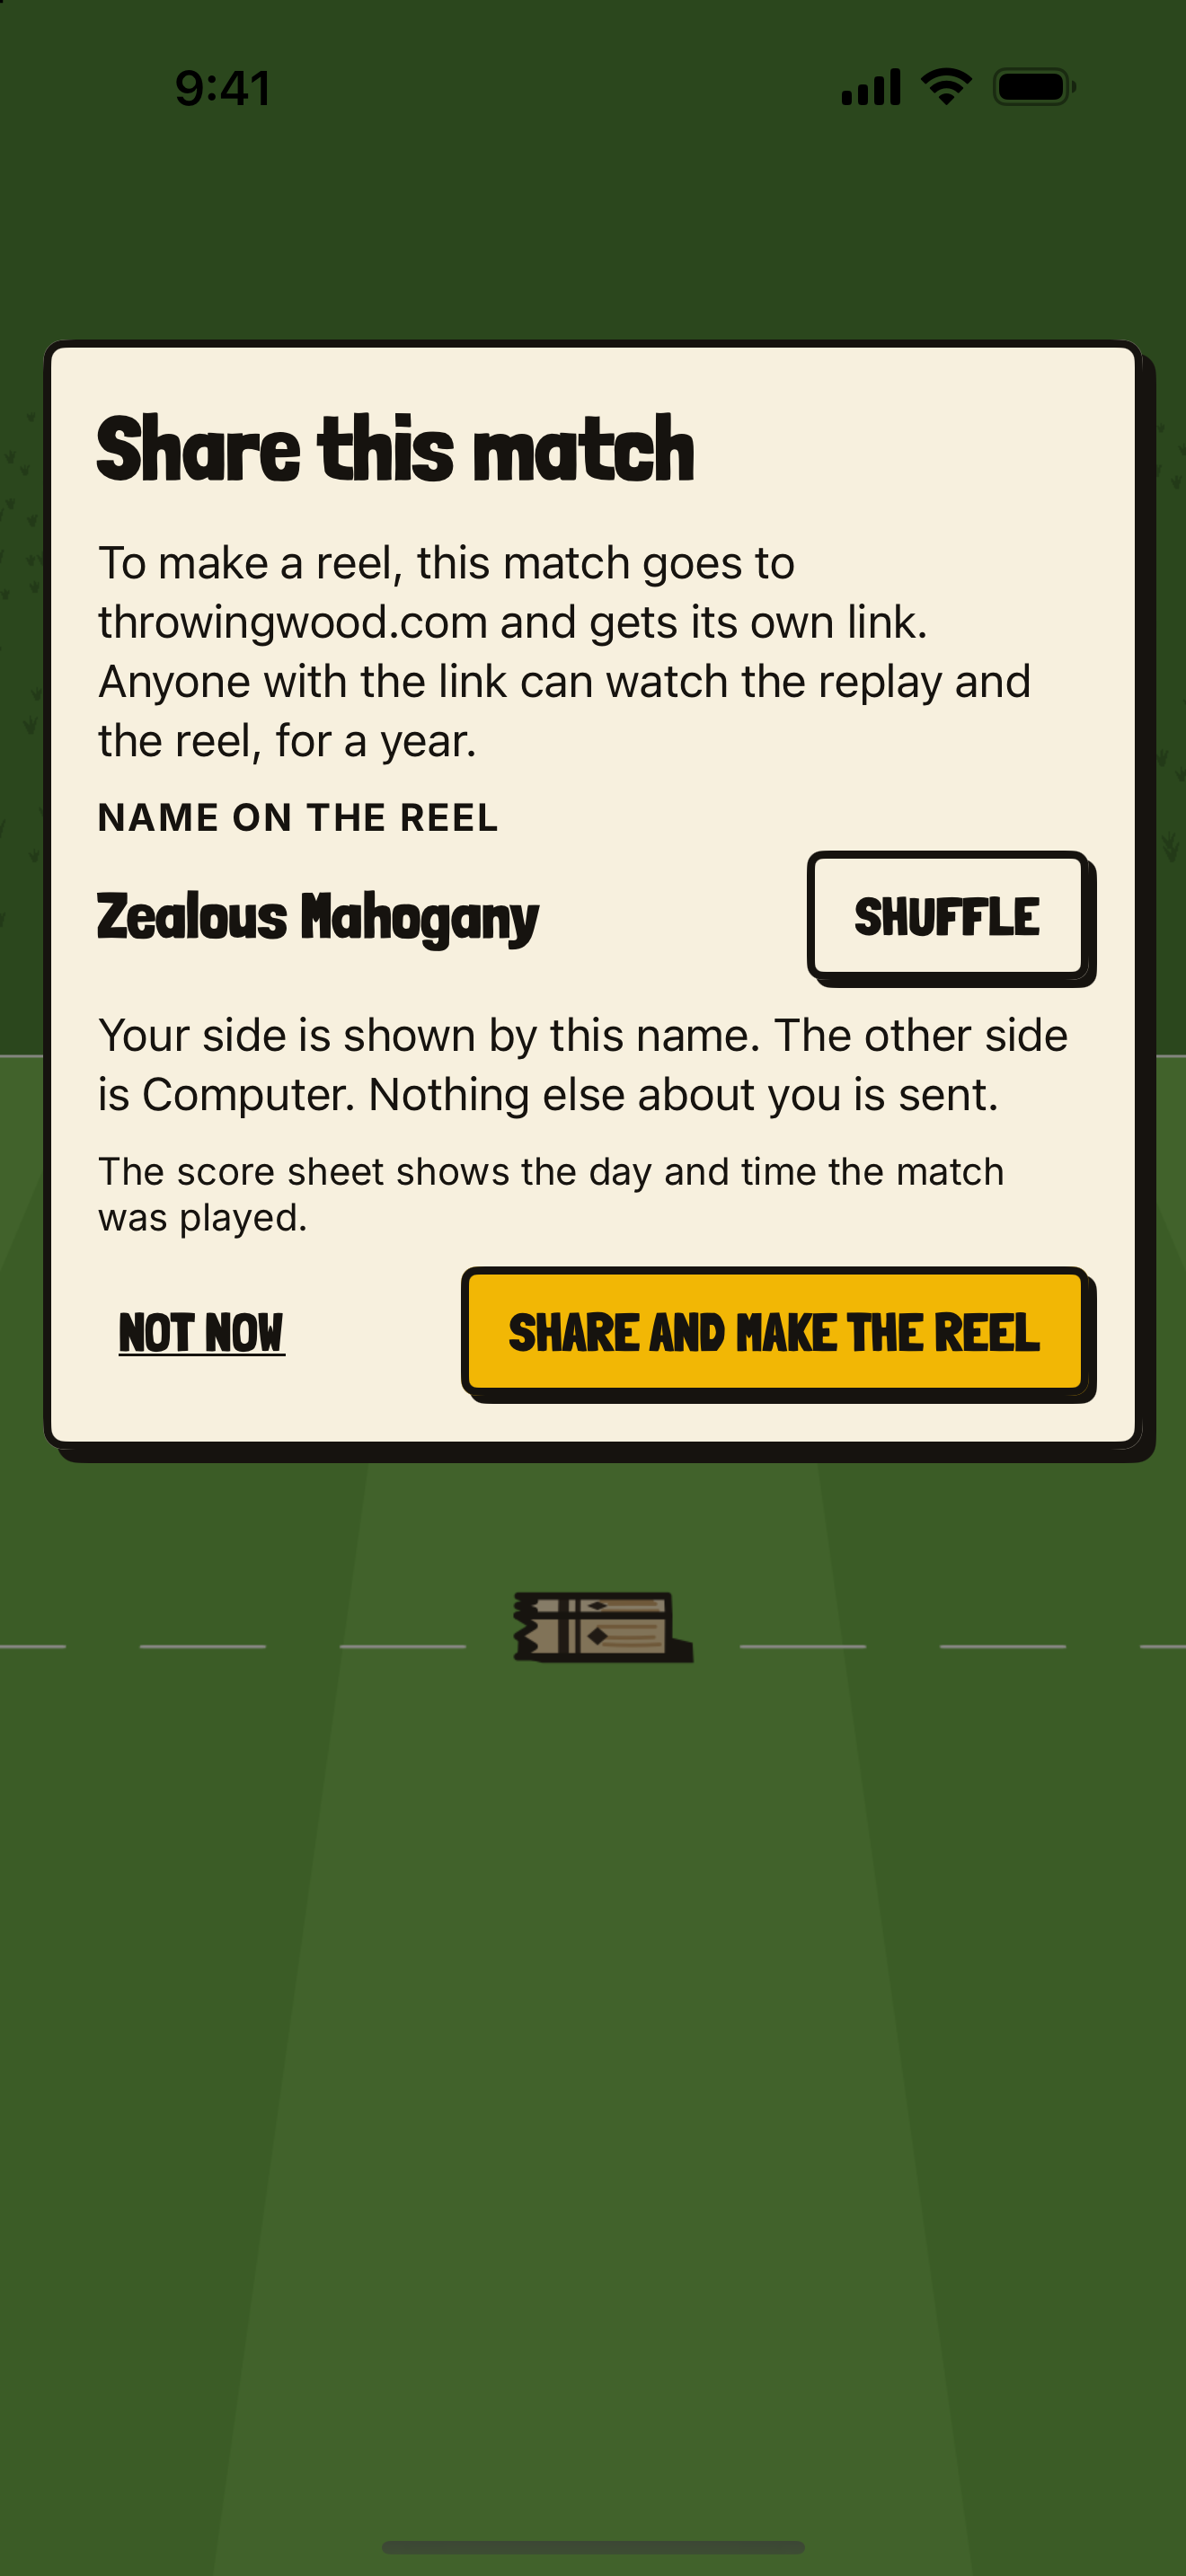 9:41
Share this match
To make a reel, this match goes to
throwingwood.com and gets its own link.
Anyone with the link can watch the replay and
the reel, for a year.
NAME ON THE REEL
Zealous Mahogany
SHUFFLE
Your side is shown by this name. The other side
is Computer. Nothing else about you is sent.
The score sheet shows the day and time the match
was played.
NOT NOW
SHARE AND MAKE THE REEL